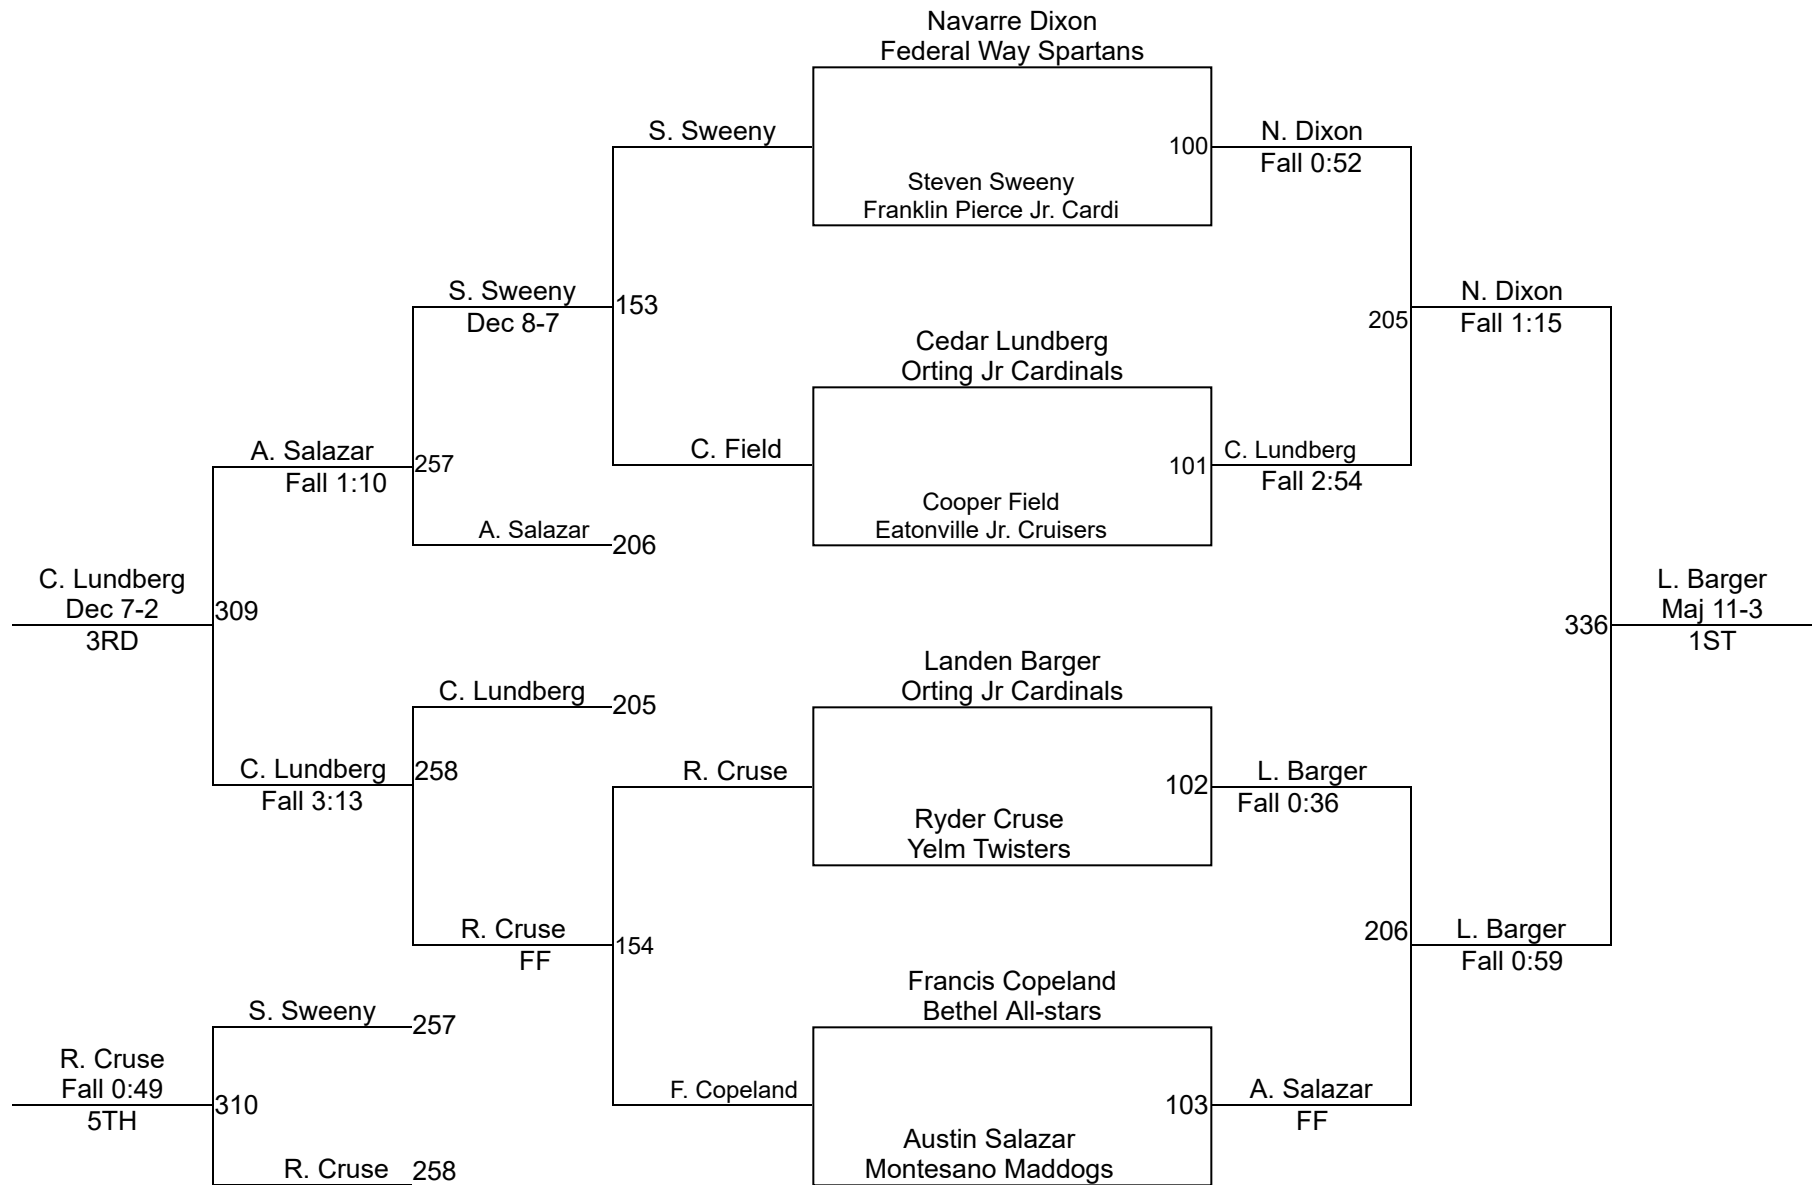 Navarre Dixon
Federal Way Spartans
S. Sweeny
100
N. Dixon
Fall 0:52
Steven Sweeny
Franklin Pierce Jr. Cardi
S. Sweeny
Dec 8-7
153
N. Dixon
Fall 1:15
205
Cedar Lundberg
Orting Jr Cardinals
A. Salazar
Fall 1:10
257
C. Field
101
C. Lundberg
Fall 2:54
Cooper Field
Eatonville Jr. Cruisers
A. Salazar
206
C. Lundberg
Dec 7-2
3RD
309
336
L. Barger
Maj 11-3
1ST
Landen Barger
Orting Jr Cardinals
C. Lundberg
205
C. Lundberg
Fall 3:13
258
R. Cruse
102
L. Barger
Fall 0:36
Ryder Cruse
Yelm Twisters
R. Cruse
FF
154
206
L. Barger
Fall 0:59
Francis Copeland
Bethel All-stars
S. Sweeny
257
R. Cruse
Fall 0:49
5TH
310
F. Copeland
103
A. Salazar
FF
Austin Salazar
Montesano Maddogs
R. Cruse
258